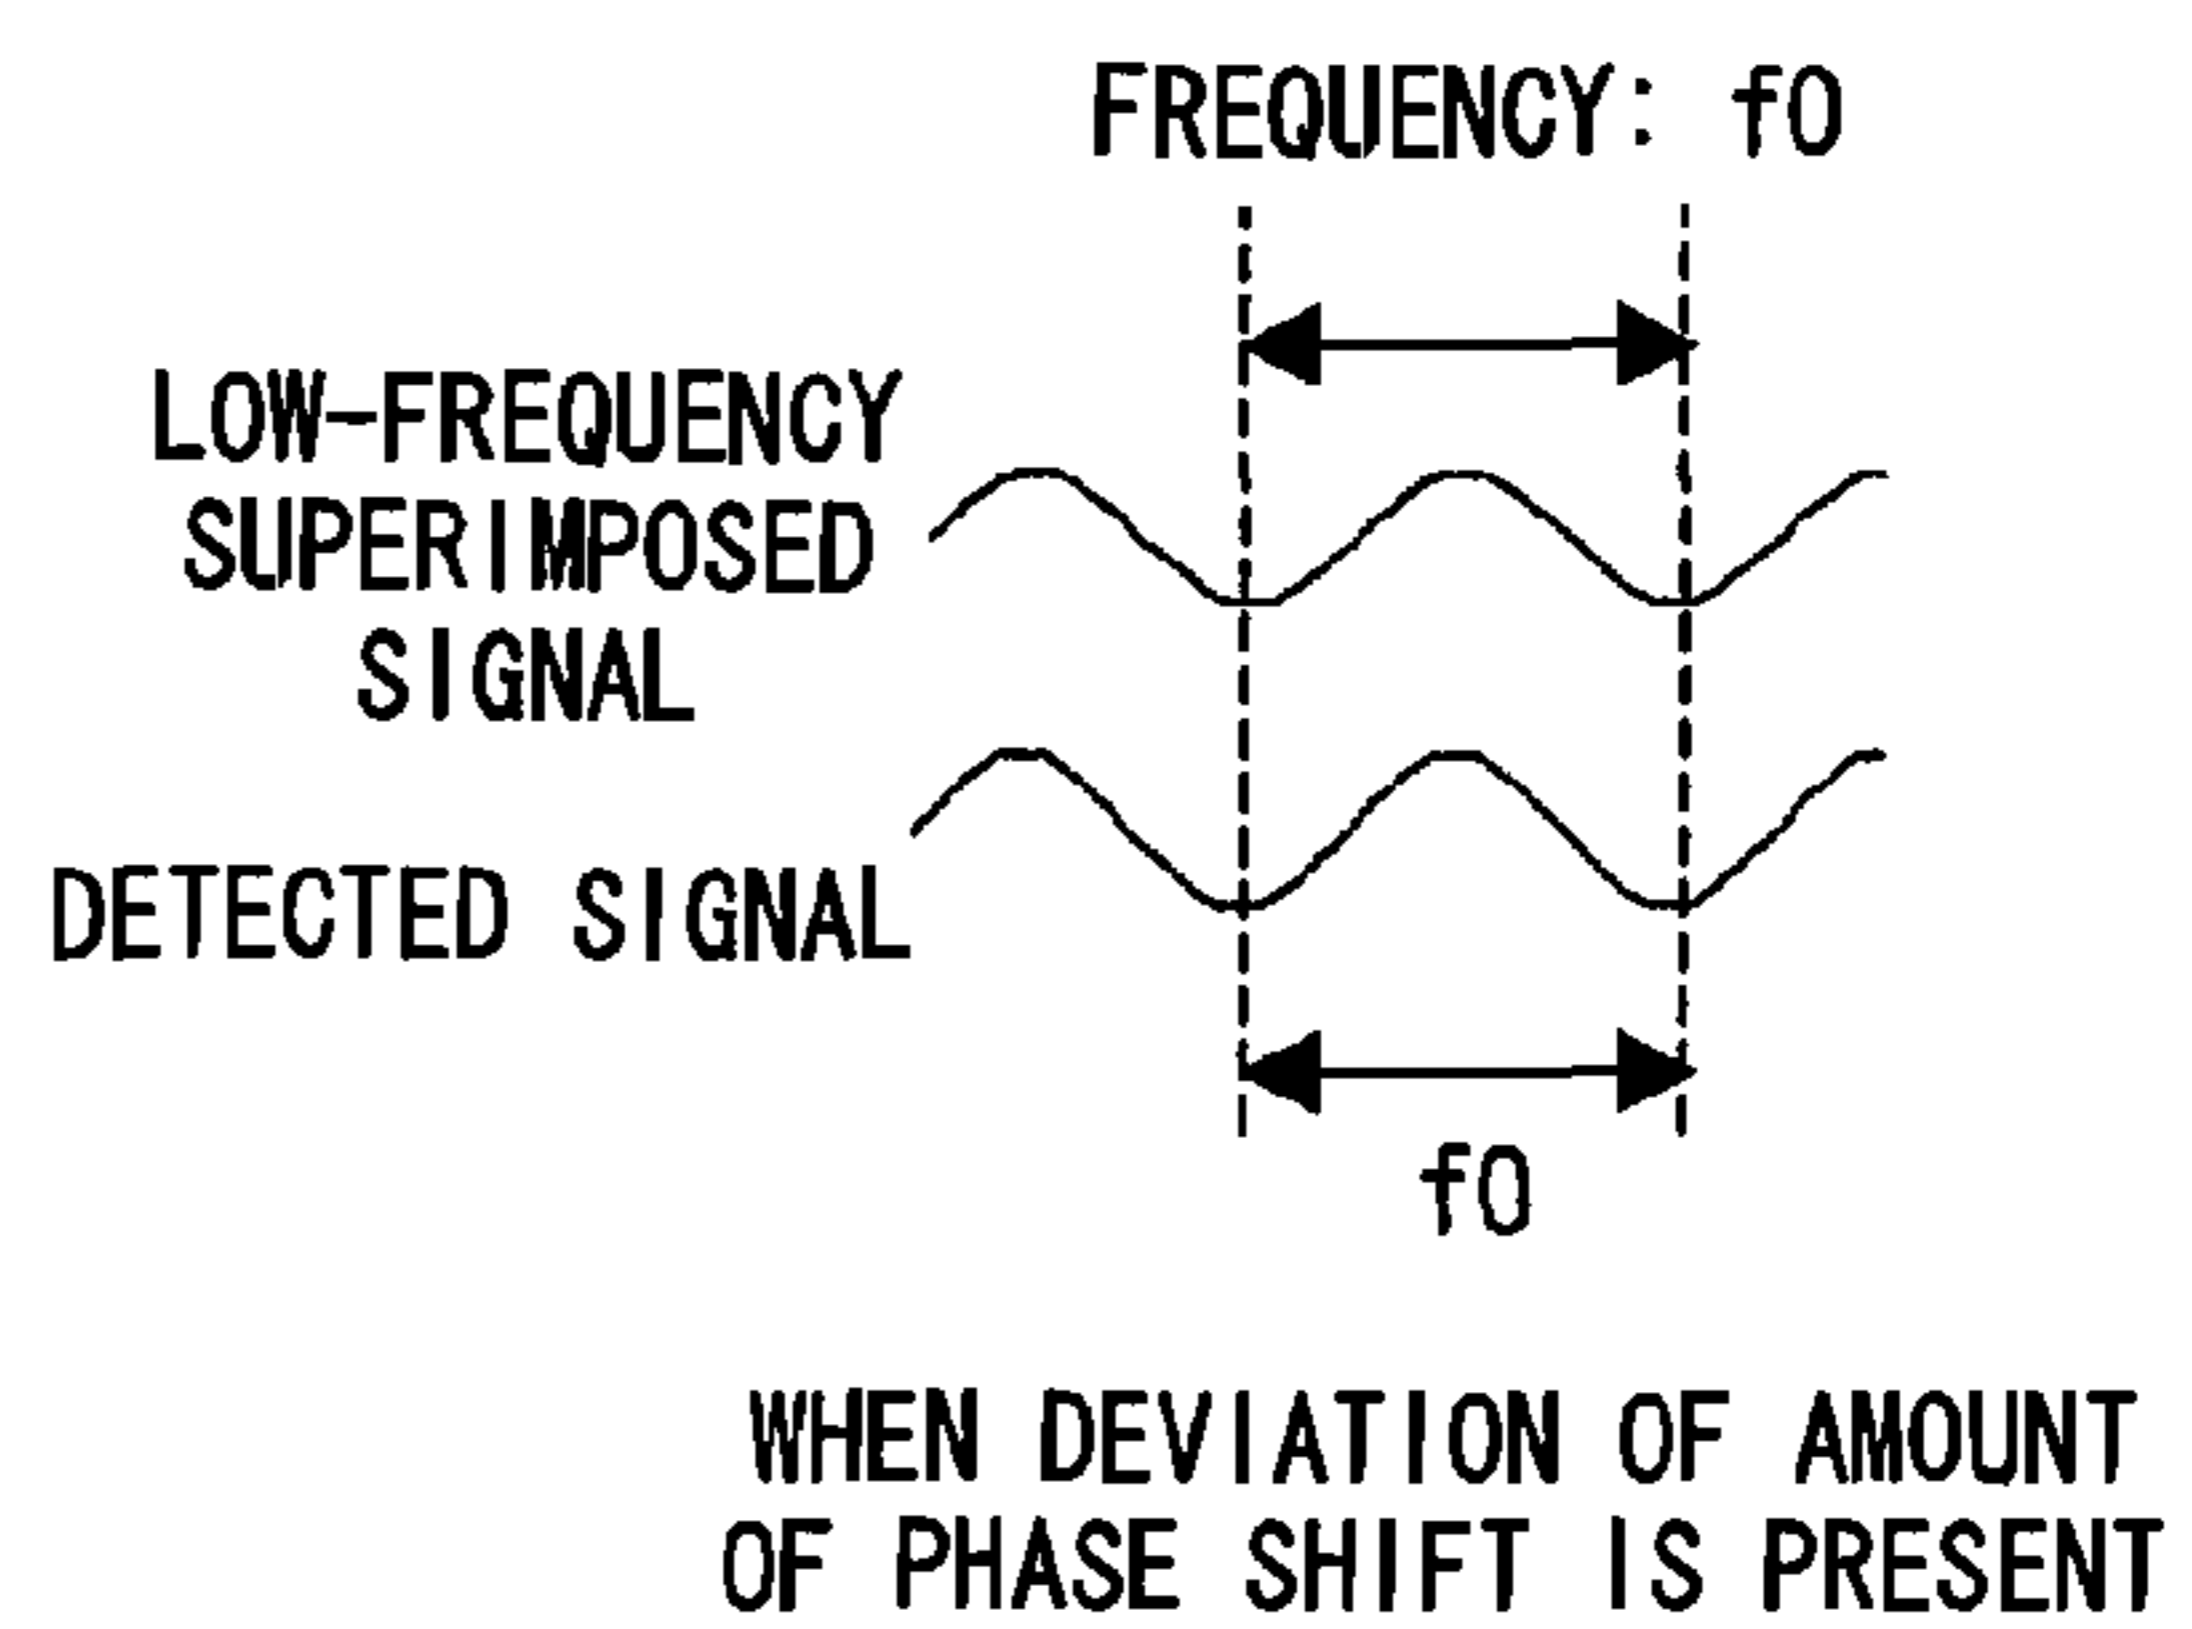 FREQUENCY: f0
LOW-FREQUENCY
SUPERIMPOSED
SIGNAL
DETECTED SIGNAL
f0
WHEN DEVIATION OF AMOUNT
OF PHASE SHIFT IS PRESENT